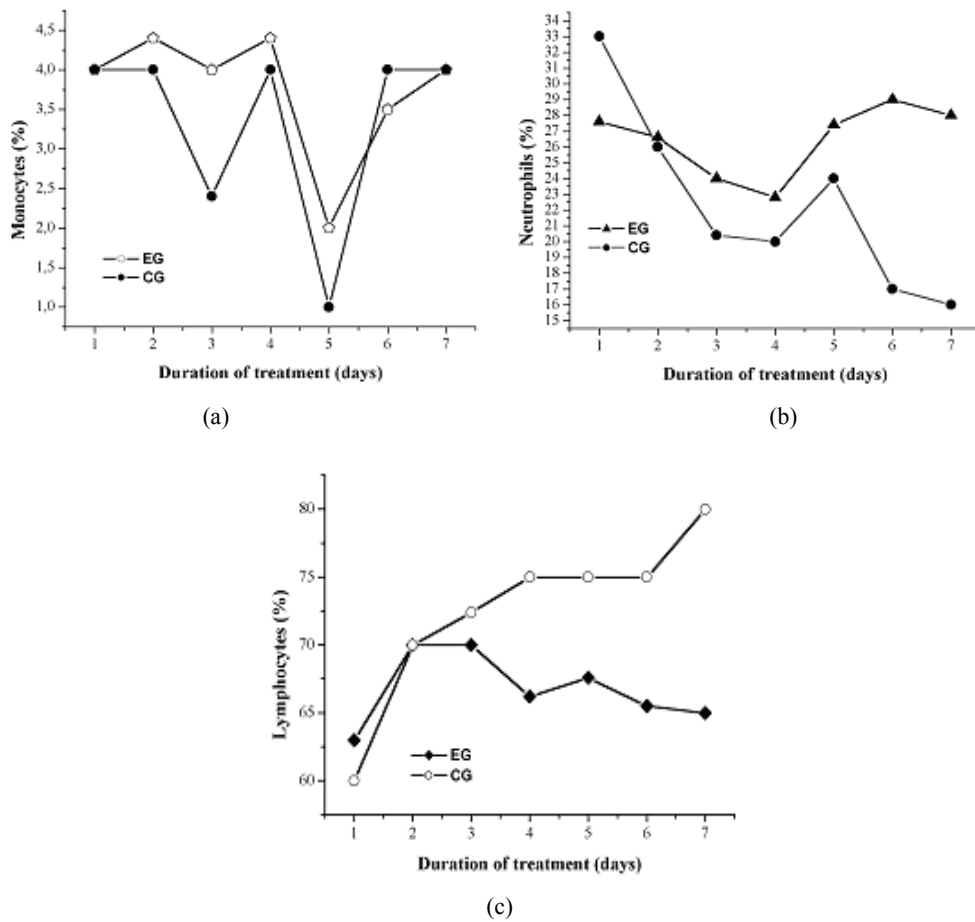 4,5
4,0
3,5
3,0
2,5
2,0
1,5
1,0
Monocytes (%)
EG
CG
1 2 3 4 5 6 7
Duration of treatment (days)
(a)
34
33
32
31
30
29
28
27
26
25
24
23
22
21
20
19
18
17
16
15
Neutrophils (%)
EG
CG
1 2 3 4 5 6 7
Duration of treatment (days)
(b)
80
75
70
65
60
Lymphocytes (%)
EG
CG
1 2 3 4 5 6 7
Duration of treatment (days)
(c)